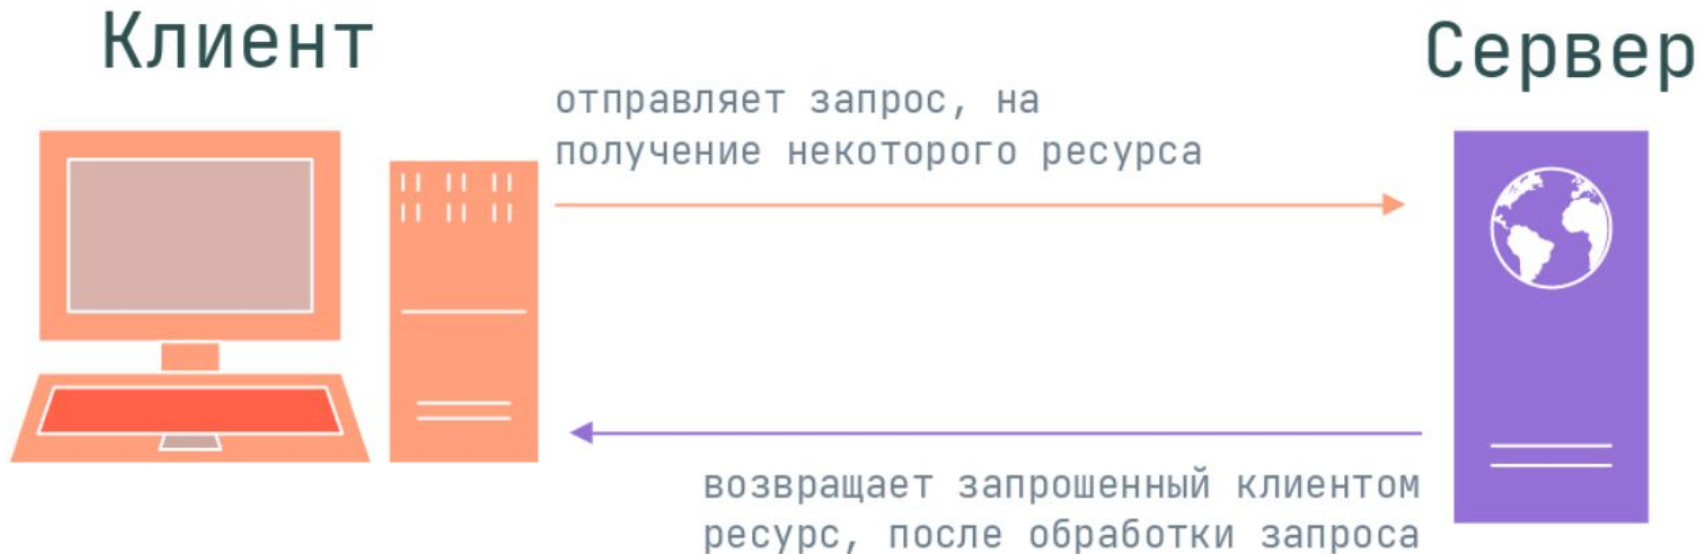 Клиент
Сервер
отправляет запрос, на
получение некоторого ресурса
возвращает запрошенный клиентом
ресурс, после обработки запроса